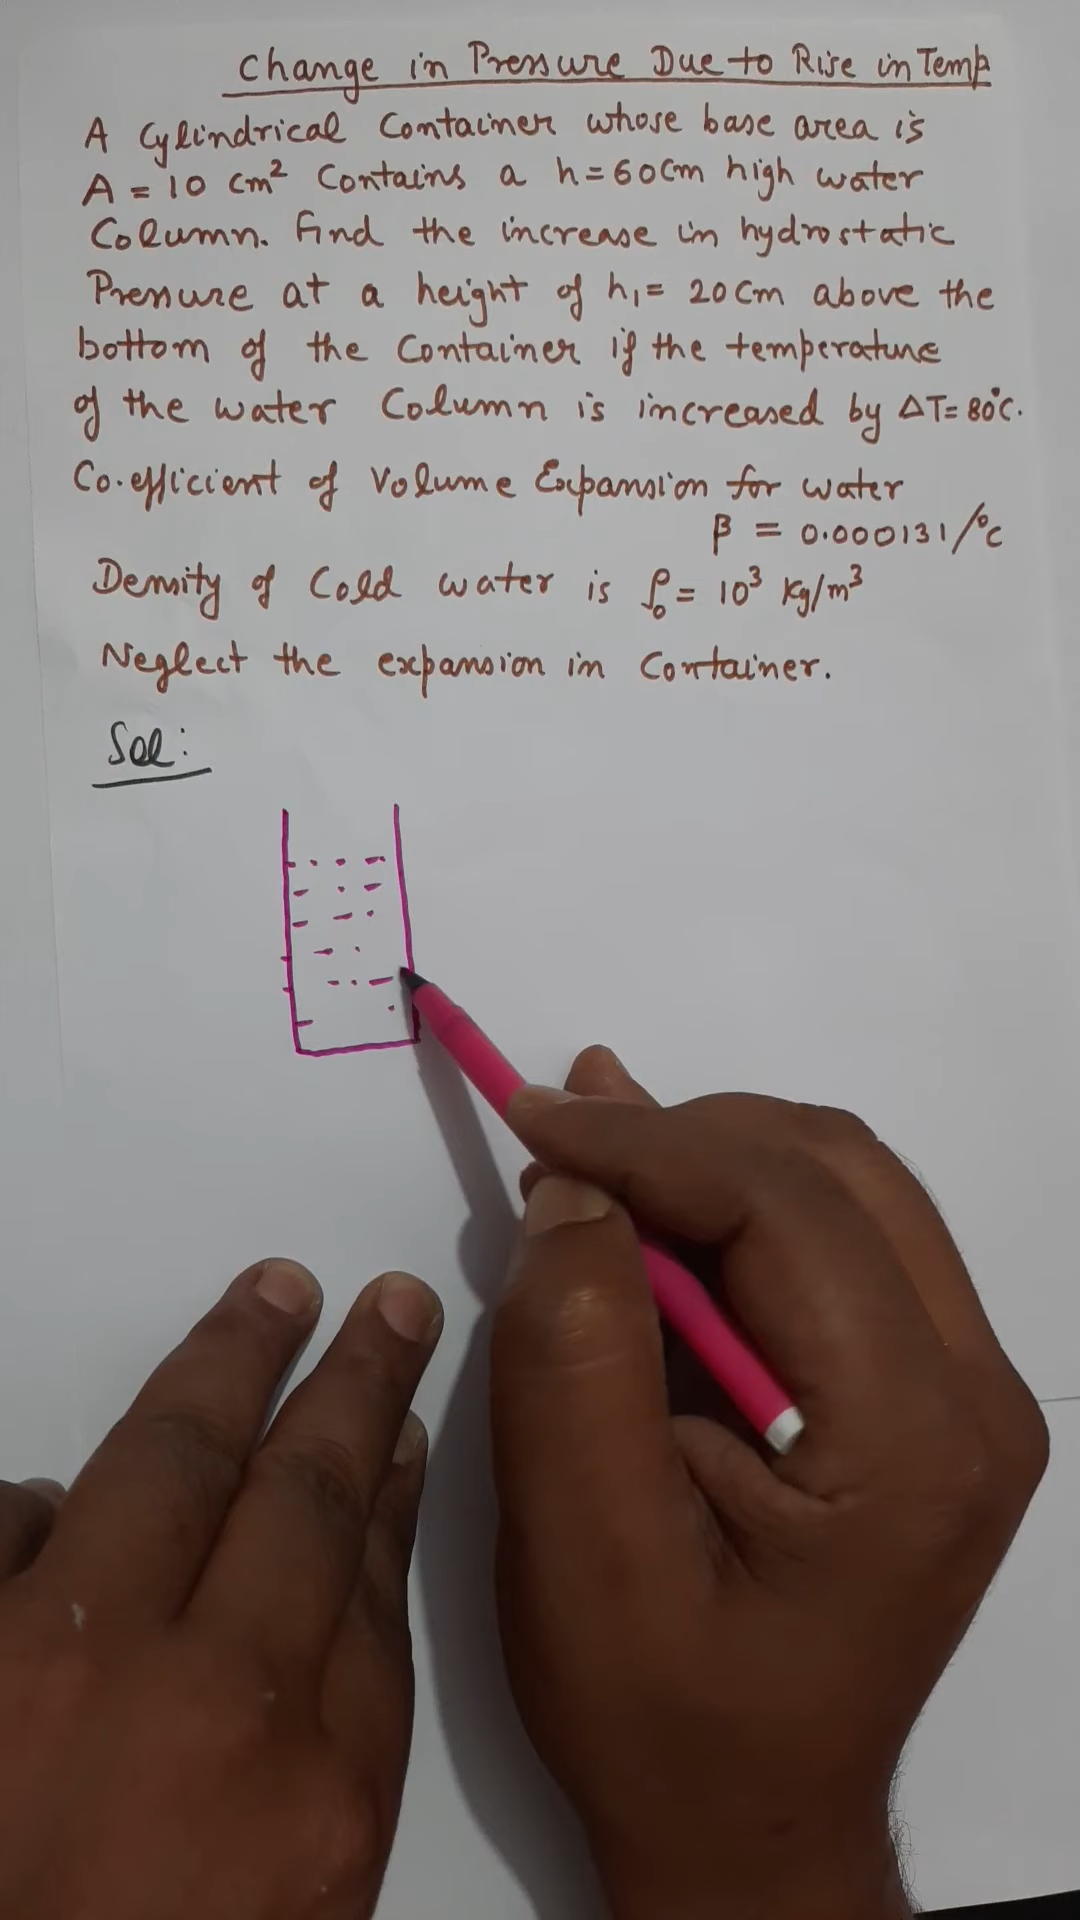 Change in Pressure Due to Rise in Temp
A Cylindrical Container whose base area is
A = 10 cm² Contains a h=60cm high water
Column. Find the increase in hydrostatic
Pressure at a height of h₁= 20cm above the
bottom of the Container if the temperature
of the water Column is increased by ΔT= 80°C.
Co.efficient of Volume Expansion for water
β = 0.000131/°C
Density of Cold water is ρ₀= 10³ Kg/m³
Neglect the expansion in Container.
Sol: